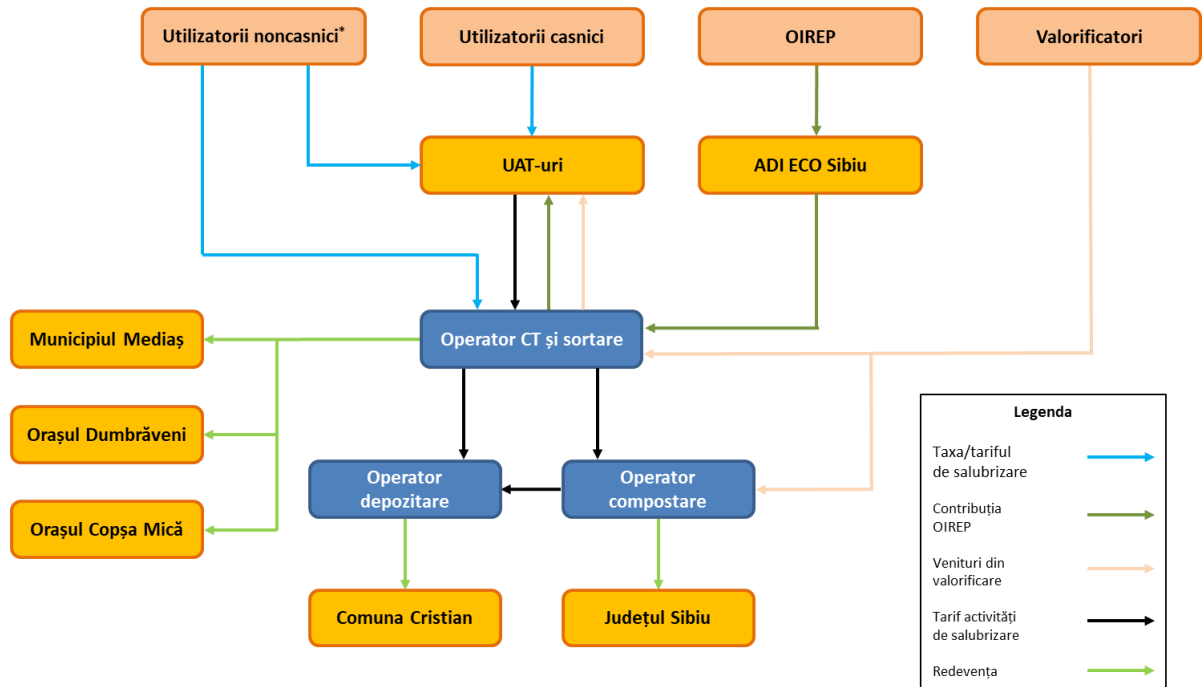 Utilizatorii noncasnici*
Utilizatorii casnici
OIREP
Valorificatori
UAT-uri
ADI ECO Sibiu
Municipiul Mediaș
Operator CT și sortare
Orașul Dumbrăveni
Operator
depozitare
Operator
compostare
Orașul Copșa Mică
Comuna Cristian
Județul Sibiu
Legenda
Taxa/tariful
de salubrizare
Contribuția
OIREP
Venituri din
valorificare
Tarif activități
de salubrizare
Redevența